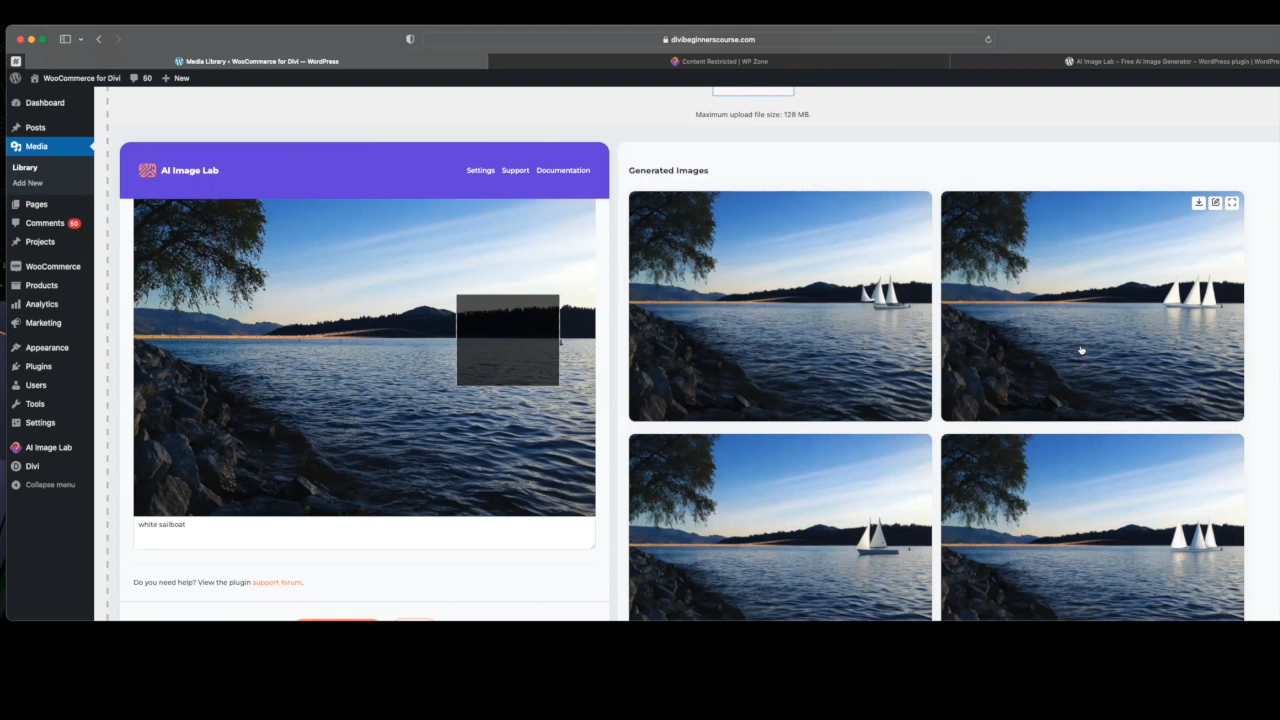 divibeginnerscourse.com
Media Library ‹ WooCommerce for Divi — WordPress
Content Restricted | WP Zone
AI Image Lab – Free AI Image Generator – WordPress plugin | WordPre
WooCommerce for Divi
50
New
Dashboard
Posts
Media
Library
Add New
Pages
Comments 50
Projects
WooCommerce
Products
Analytics
Marketing
Appearance
Plugins
Users
Tools
Settings
AI Image Lab
Divi
Collapse menu
Maximum upload file size: 128 MB.
AI Image Lab
Settings Support Documentation
white sailboat
Do you need help? View the plugin support forum.
Generated Images